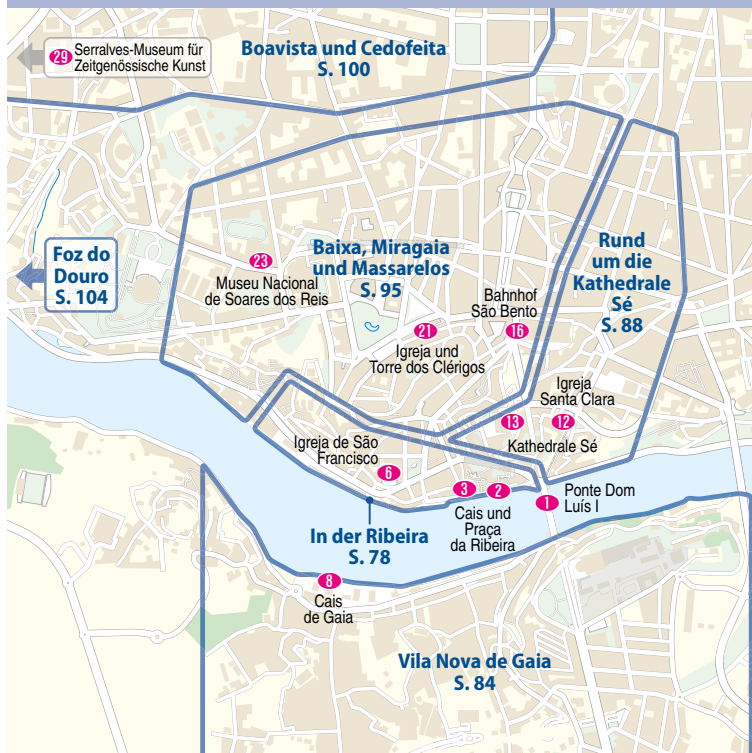 29 Serralves-Museum für
Zeitgenössische Kunst
Boavista und Cedofeita
S. 100
Foz do
Douro
S. 104
23
Museu Nacional
de Soares dos Reis
Baixa, Miragaia
und Massarelos
S. 95
Rund
um die
Kathedrale
Sé
S. 88
Bahnhof
São Bento
16
21
Igreja und
Torre dos Clérigos
Igreja
Santa Clara
13
12
Kathedrale Sé
Igreja de São
Francisco
6
3
2
1
Ponte Dom
Luís I
Cais und
Praça
da Ribeira
In der Ribeira
S. 78
8
Cais
de Gaia
Vila Nova de Gaia
S. 84